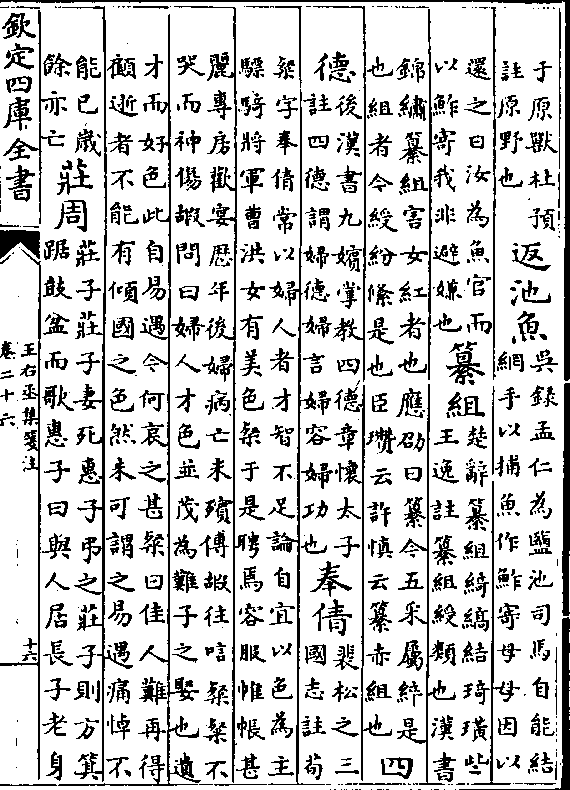 于原獸杜預
註原野也
返池魚
吳錄孟仁為鹽池司馬自能結
網手以捕魚作鮓寄母母因以
還之曰汝為魚官而
以鮓寄我非避嫌也
纂組
楚辭纂組綺縞結琦璜些
王逸註纂組綬類也漢書
錦繡纂組害女紅者也應劭曰纂今五采屬綷是
也組者今綬紛絛是也臣瓚云許慎云纂赤組也
四
德
後漢書九嬪掌教四德章懷太子
註四德謂婦德婦言婦容婦功也
奉倩
裴松之三
國志註荀
粲字奉倩常以婦人者才智不足論自宜以色為主
驃騎將軍曹洪女有美色粲于是聘焉容服帷帳甚
麗專房歡宴歷年後婦病亡未殯傅嘏往唁粲粲不
哭而神傷嘏問曰婦人才色並茂為難子之娶也遺
才而好色此自易遇今何哀之甚粲曰佳人難再得
顧逝者不能有傾國之色然未可謂之易遇痛悼不
能已歲
餘亦亡
莊周
莊子莊子妻死惠子弔之莊子則方箕
踞鼓盆而歌惠子曰與人居長子老身
欽定四庫全書
王右丞集箋注
卷二十六
十六